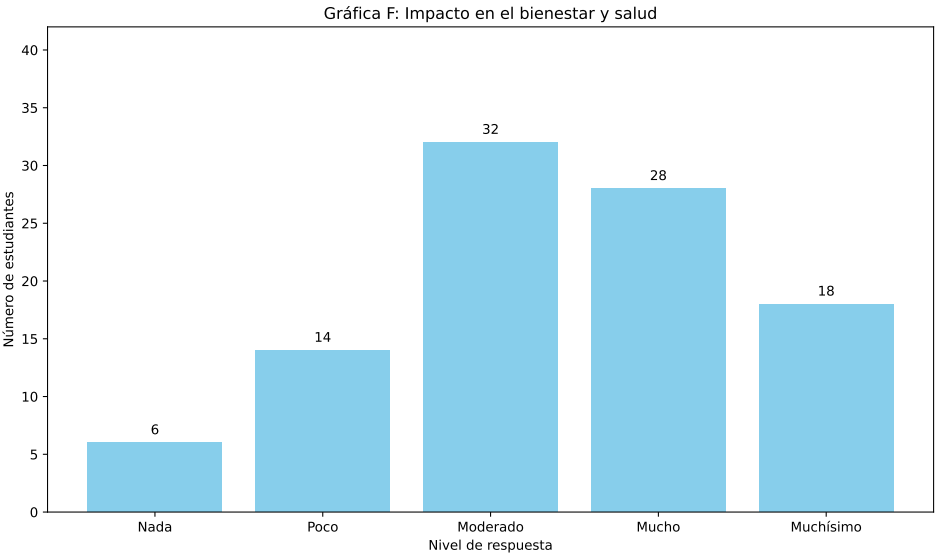 Gráfica F: Impacto en el bienestar y salud
Número de estudiantes
40
35
30
25
20
15
10
5
0
6
14
32
28
18
Nada
Poco
Moderado
Mucho
Muchísimo
Nivel de respuesta